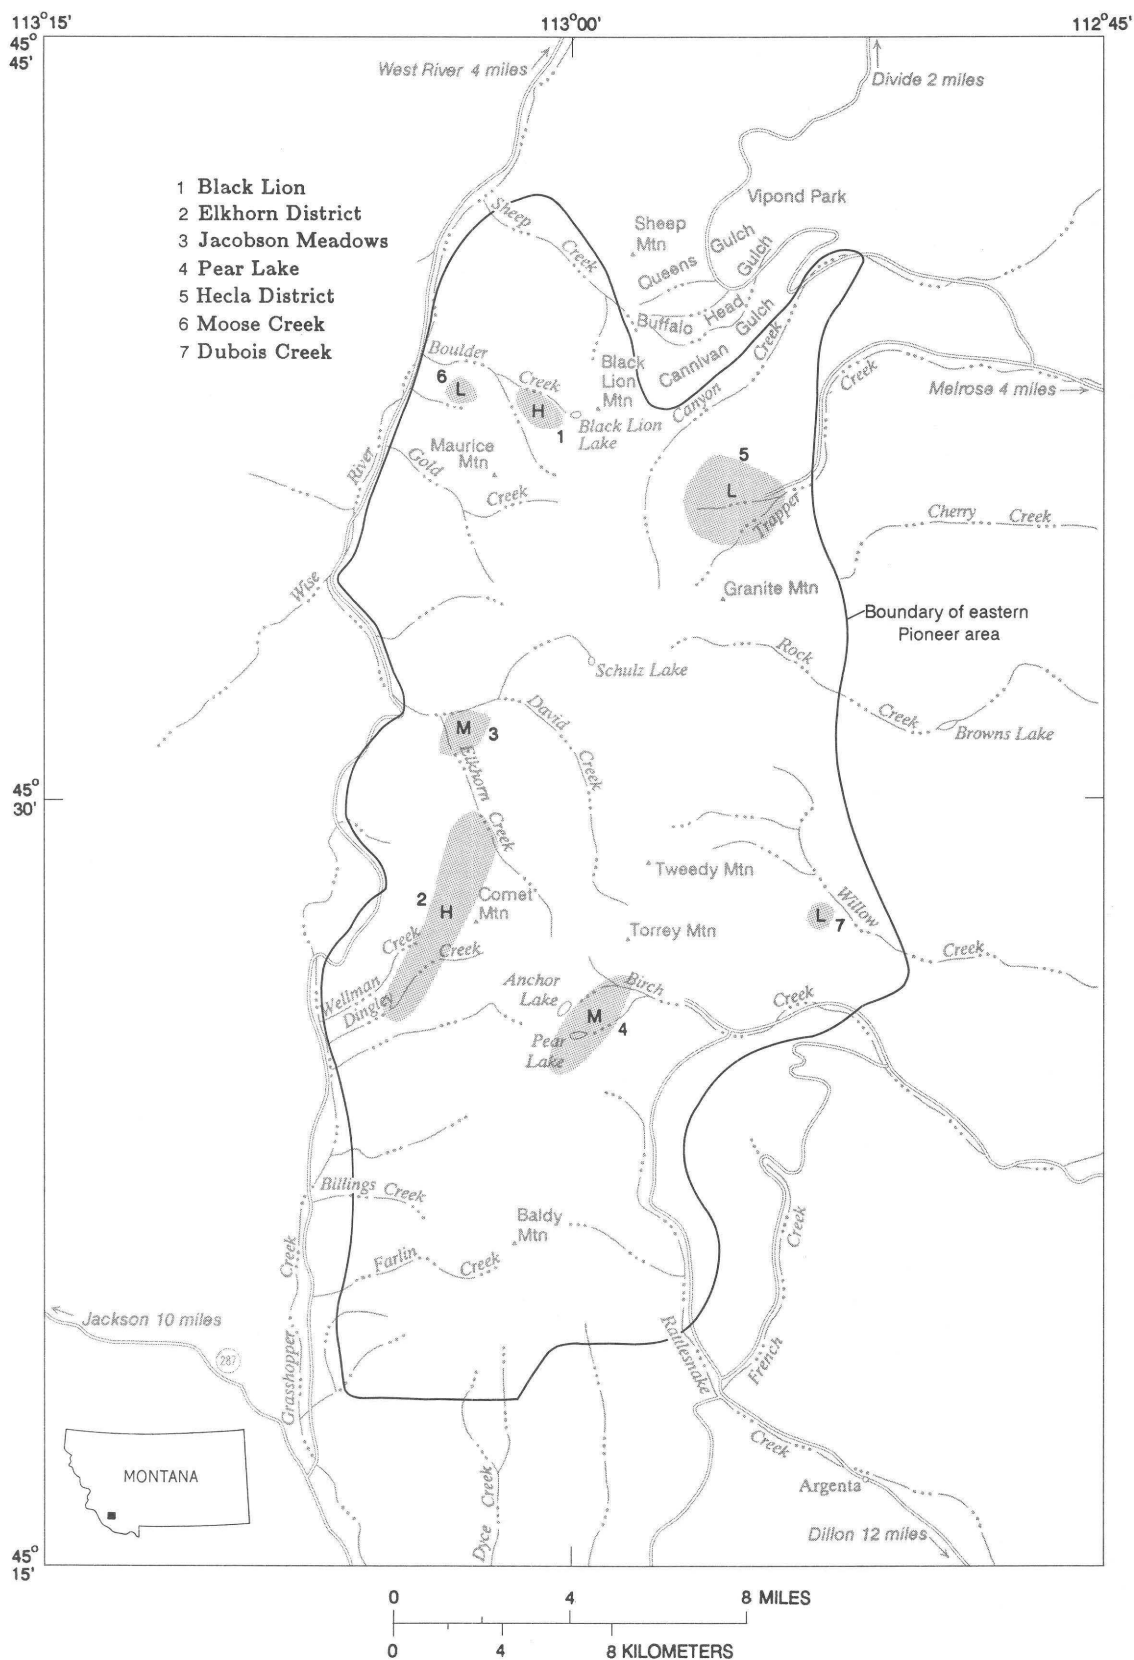 113° 15'
113° 00'
112° 45'
45° 45'
West River 4 miles
Divide 2 miles
1 Black Lion
2 Elkhorn District
3 Jacobson Meadows
4 Pear Lake
5 Hecla District
6 Moose Creek
7 Dubois Creek
Vipond Park
Sheep Creek
Sheep
Mtn
Queens Gulch
Buffalo Head Gulch
Cannivan Gulch
Boulder Creek
6
L
H
1
Black
Lion
Mtn
Black Lion
Lake
Canyon Creek
Creek
Melrose 4 miles
Maurice
Mtn
Gold Creek
5
L
Trapper
Cherry Creek
Wise River
Granite Mtn
Boundary of eastern
Pioneer area
Schulz Lake
Rock Creek
Browns Lake
David Creek
M
3
Elkhorn Creek
45° 30'
Tweedy Mtn
2
H
Comet
Mtn
Willow Creek
L
7
Torrey Mtn
Wellman Creek
Dingley Creek
Anchor
Lake
Birch Creek
M
4
Pear
Lake
Billings Creek
Baldy
Mtn
Farlin Creek
Grasshopper Creek
French Creek
Jackson 10 miles
287
Rattlesnake Creek
MONTANA
Dyce Creek
Argenta
Dillon 12 miles
45° 15'
0 4 8 MILES
0 4 8 KILOMETERS